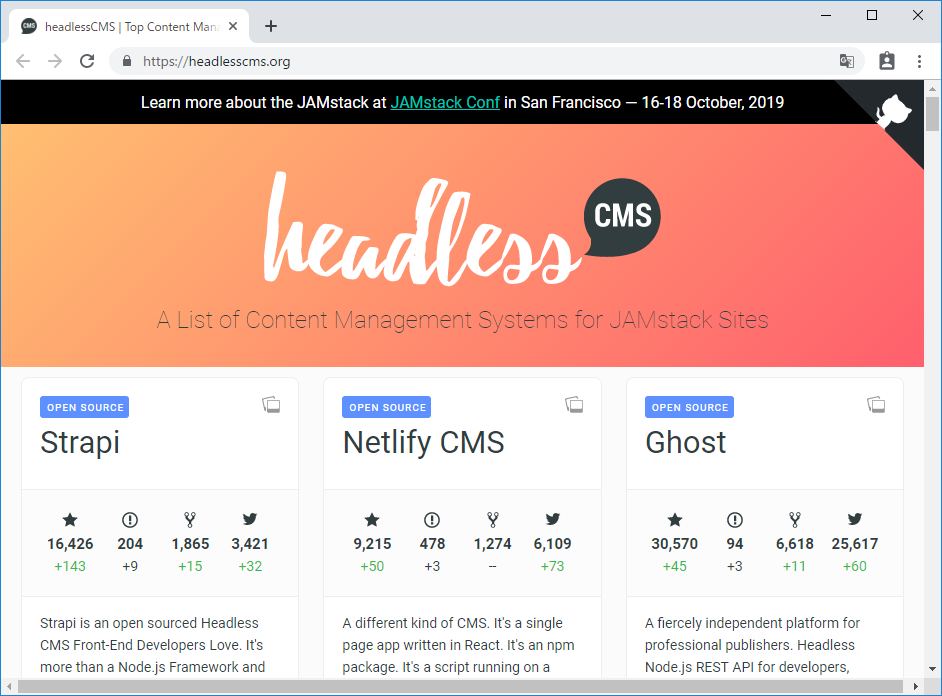 CMS headlessCMS | Top Content Man
https://headlesscms.org
Learn more about the JAMstack at JAMstack Conf in San Francisco — 16-18 October, 2019
headless CMS
A List of Content Management Systems for JAMstack Sites
OPEN SOURCE
Strapi
16,426 204 1,865 3,421
+143 +9 +15 +32
Strapi is an open sourced Headless
CMS Front-End Developers Love. It's
more than a Node.js Framework and
OPEN SOURCE
Netlify CMS
9,215 478 1,274 6,109
+50 +3 -- +73
A different kind of CMS. It's a single
page app written in React. It's an npm
package. It's a script running on a
OPEN SOURCE
Ghost
30,570 94 6,618 25,617
+45 +3 +11 +60
A fiercely independent platform for
professional publishers. Headless
Node.js REST API for developers,